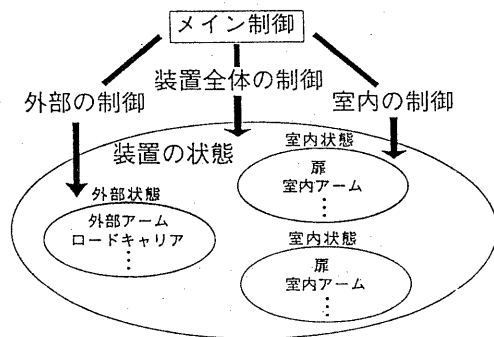 メイン制御
装置全体の制御
外部の制御
室内の制御
装置の状態
室内状態
扉
室内アーム
⋮
外部状態
外部アーム
ロードキャリア
⋮
室内状態
扉
室内アーム
⋮